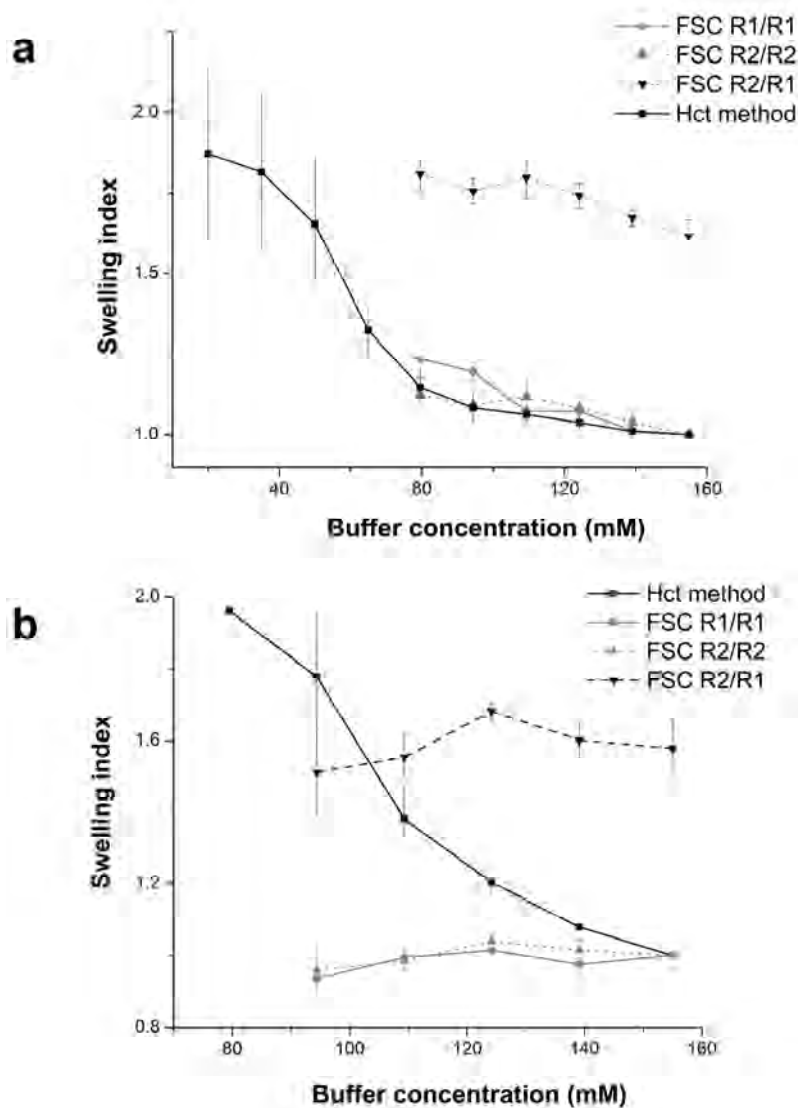 a
FSC R1/R1
FSC R2/R2
FSC R2/R1
Hct method
2.0
1.5
1.0
Swelling index
40
80
120
160
Buffer concentration (mM)
b
Hct method
FSC R1/R1
FSC R2/R2
FSC R2/R1
2.0
1.6
1.2
0.8
Swelling index
80
100
120
140
160
Buffer concentration (mM)